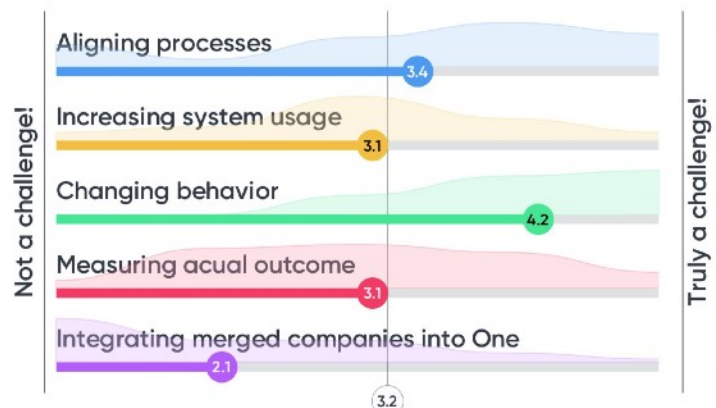 Not a challenge!
Aligning processes
3.4
Increasing system usage
3.1
Changing behavior
4.2
Measuring acual outcome
3.1
Integrating merged companies into One
2.1
3.2
Truly a challenge!